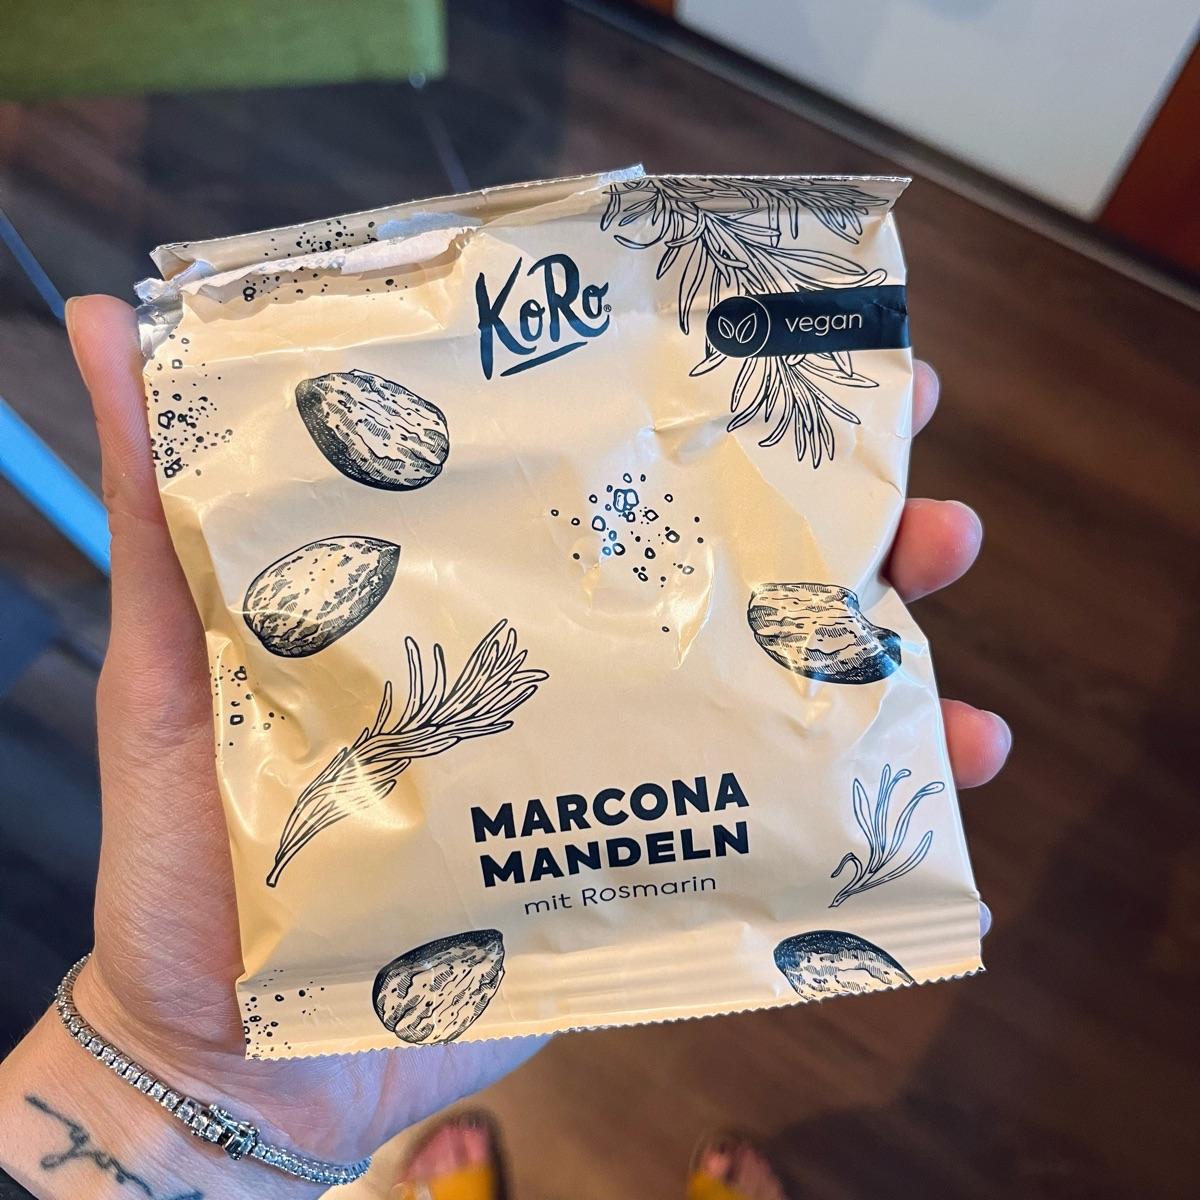 KoRo®
vegan
MARCONA
MANDELN
mit Rosmarin